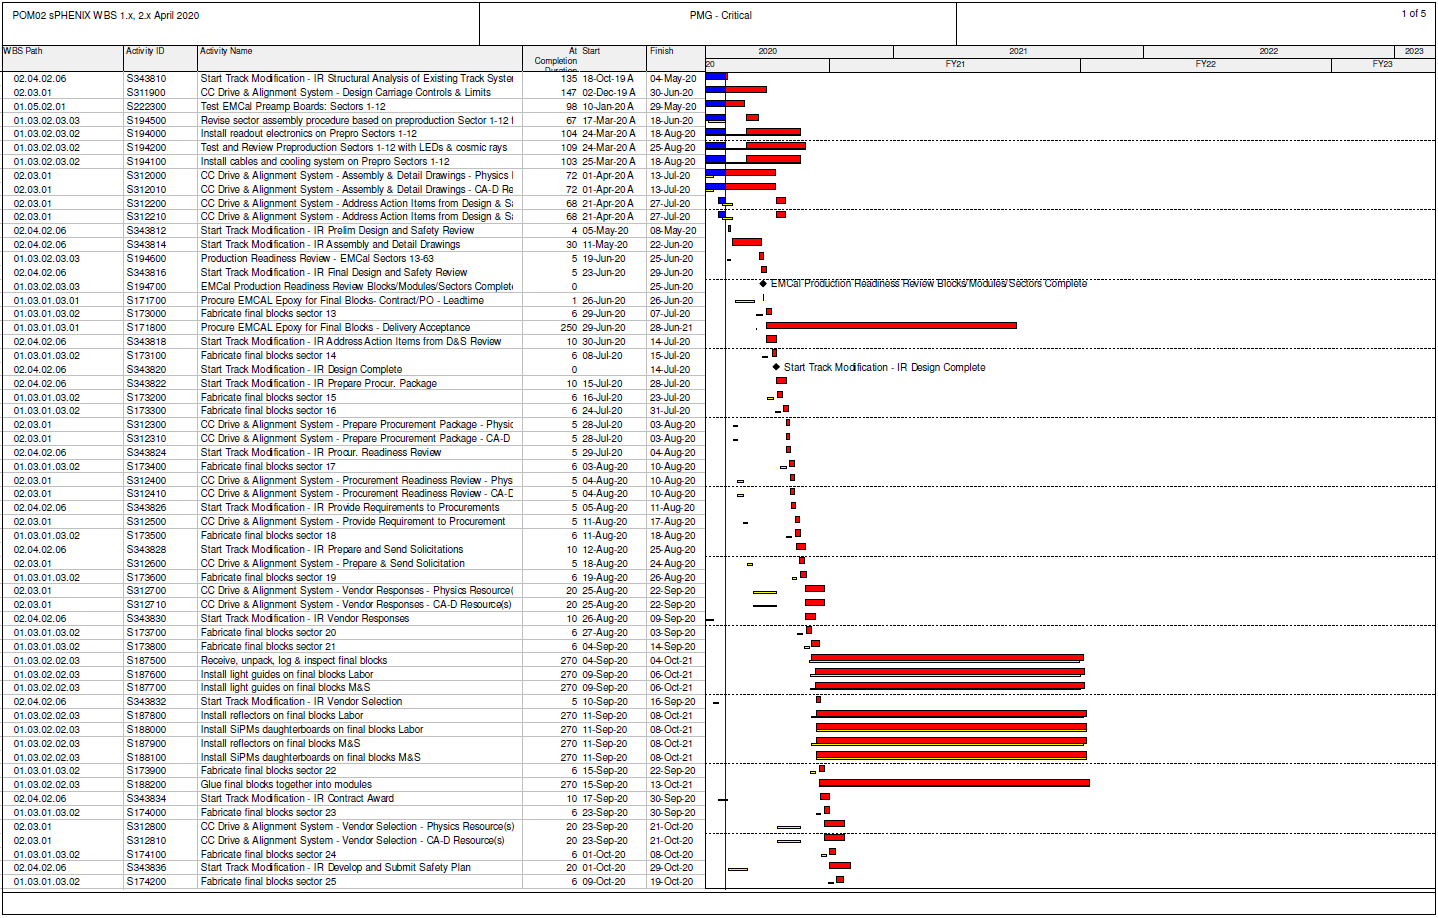 POM02 sPHENIX WBS 1.x, 2.x April 2020
PMG - Critical
1 of 5
WBS Path Activity ID Activity Name At Completion Duration Start Finish 2020 2021 2022 2023
20 FY21 FY22 FY23
02.04.02.06 S343810 Start Track Modification - IR Structural Analysis of Existing Track Syster 135 18-Oct-19 A 04-May-20
02.03.01 S311900 CC Drive & Alignment System - Design Carriage Controls & Limits 147 02-Dec-19 A 30-Jun-20
01.05.02.01 S222300 Test EMCal Preamp Boards: Sectors 1-12 98 10-Jan-20 A 29-May-20
01.03.02.03.03 S194500 Revise sector assembly procedure based on preproduction Sector 1-12 f 67 17-Mar-20 A 18-Jun-20
01.03.02.03.02 S194000 Install readout electronics on Prepro Sectors 1-12 104 24-Mar-20 A 18-Aug-20
01.03.02.03.02 S194200 Test and Review Preproduction Sectors 1-12 with LEDs & cosmic rays 109 24-Mar-20 A 25-Aug-20
01.03.02.03.02 S194100 Install cables and cooling system on Prepro Sectors 1-12 103 25-Mar-20 A 18-Aug-20
02.03.01 S312000 CC Drive & Alignment System - Assembly & Detail Drawings - Physics I 72 01-Apr-20 A 13-Jul-20
02.03.01 S312010 CC Drive & Alignment System - Assembly & Detail Drawings - CA-D Re 72 01-Apr-20 A 13-Jul-20
02.03.01 S312200 CC Drive & Alignment System - Address Action Items from Design & Sa 68 21-Apr-20 A 27-Jul-20
02.03.01 S312210 CC Drive & Alignment System - Address Action Items from Design & Sa 68 21-Apr-20 A 27-Jul-20
02.04.02.06 S343812 Start Track Modification - IR Prelim Design and Safety Review 4 05-May-20 08-May-20
02.04.02.06 S343814 Start Track Modification - IR Assembly and Detail Drawings 30 11-May-20 22-Jun-20
01.03.02.03.03 S194600 Production Readiness Review - EMCal Sectors 13-63 5 19-Jun-20 25-Jun-20
02.04.02.06 S343816 Start Track Modification - IR Final Design and Safety Review 5 23-Jun-20 29-Jun-20
01.03.02.03.03 S194700 EMCal Production Readiness Review Blocks/Modules/Sectors Complete 0 25-Jun-20 EMCal Production Readiness Review Blocks/Modules/Sectors Complete
01.03.01.03.01 S171700 Procure EMCAL Epoxy for Final Blocks- Contract/PO - Leadtime 1 26-Jun-20 26-Jun-20
01.03.01.03.02 S173000 Fabricate final blocks sector 13 6 29-Jun-20 07-Jul-20
01.03.01.03.01 S171800 Procure EMCAL Epoxy for Final Blocks - Delivery Acceptance 250 29-Jun-20 28-Jun-21
02.04.02.06 S343818 Start Track Modification - IR Address Action Items from D&S Review 10 30-Jun-20 14-Jul-20
01.03.01.03.02 S173100 Fabricate final blocks sector 14 6 08-Jul-20 15-Jul-20
02.04.02.06 S343820 Start Track Modification - IR Design Complete 0 14-Jul-20 Start Track Modification - IR Design Complete
02.04.02.06 S343822 Start Track Modification - IR Prepare Procur. Package 10 15-Jul-20 28-Jul-20
01.03.01.03.02 S173200 Fabricate final blocks sector 15 6 16-Jul-20 23-Jul-20
01.03.01.03.02 S173300 Fabricate final blocks sector 16 6 24-Jul-20 31-Jul-20
02.03.01 S312300 CC Drive & Alignment System - Prepare Procurement Package - Physic 5 28-Jul-20 03-Aug-20
02.03.01 S312310 CC Drive & Alignment System - Prepare Procurement Package - CA-D 5 28-Jul-20 03-Aug-20
02.04.02.06 S343824 Start Track Modification - IR Procur. Readiness Review 5 29-Jul-20 04-Aug-20
01.03.01.03.02 S173400 Fabricate final blocks sector 17 6 03-Aug-20 10-Aug-20
02.03.01 S312400 CC Drive & Alignment System - Procurement Readiness Review - Phys 5 04-Aug-20 10-Aug-20
02.03.01 S312410 CC Drive & Alignment System - Procurement Readiness Review - CA-D 5 04-Aug-20 10-Aug-20
02.04.02.06 S343826 Start Track Modification - IR Provide Requirements to Procurements 5 05-Aug-20 11-Aug-20
02.03.01 S312500 CC Drive & Alignment System - Provide Requirement to Procurement 5 11-Aug-20 17-Aug-20
01.03.01.03.02 S173500 Fabricate final blocks sector 18 6 11-Aug-20 18-Aug-20
02.04.02.06 S343828 Start Track Modification - IR Prepare and Send Solicitations 10 12-Aug-20 25-Aug-20
02.03.01 S312600 CC Drive & Alignment System - Prepare & Send Solicitation 5 18-Aug-20 24-Aug-20
01.03.01.03.02 S173600 Fabricate final blocks sector 19 6 19-Aug-20 26-Aug-20
02.03.01 S312700 CC Drive & Alignment System - Vendor Responses - Physics Resource( 20 25-Aug-20 22-Sep-20
02.03.01 S312710 CC Drive & Alignment System - Vendor Responses - CA-D Resource(s) 20 25-Aug-20 22-Sep-20
02.04.02.06 S343830 Start Track Modification - IR Vendor Responses 10 26-Aug-20 09-Sep-20
01.03.01.03.02 S173700 Fabricate final blocks sector 20 6 27-Aug-20 03-Sep-20
01.03.01.03.02 S173800 Fabricate final blocks sector 21 6 04-Sep-20 14-Sep-20
01.03.02.02.03 S187500 Receive, unpack, log & inspect final blocks 270 04-Sep-20 04-Oct-21
01.03.02.02.03 S187600 Install light guides on final blocks Labor 270 09-Sep-20 06-Oct-21
01.03.02.02.03 S187700 Install light guides on final blocks M&S 270 09-Sep-20 06-Oct-21
02.04.02.06 S343832 Start Track Modification - IR Vendor Selection 5 10-Sep-20 16-Sep-20
01.03.02.02.03 S187800 Install reflectors on final blocks Labor 270 11-Sep-20 08-Oct-21
01.03.02.02.03 S188000 Install SiPMs daughterboards on final blocks Labor 270 11-Sep-20 08-Oct-21
01.03.02.02.03 S187900 Install reflectors on final blocks M&S 270 11-Sep-20 08-Oct-21
01.03.02.02.03 S188100 Install SiPMs daughterboards on final blocks M&S 270 11-Sep-20 08-Oct-21
01.03.01.03.02 S173900 Fabricate final blocks sector 22 6 15-Sep-20 22-Sep-20
01.03.02.02.03 S188200 Glue final blocks together into modules 270 15-Sep-20 13-Oct-21
02.04.02.06 S343834 Start Track Modification - IR Contract Award 10 17-Sep-20 30-Sep-20
01.03.01.03.02 S174000 Fabricate final blocks sector 23 6 23-Sep-20 30-Sep-20
02.03.01 S312800 CC Drive & Alignment System - Vendor Selection - Physics Resource(s) 20 23-Sep-20 21-Oct-20
02.03.01 S312810 CC Drive & Alignment System - Vendor Selection - CA-D Resource(s) 20 23-Sep-20 21-Oct-20
01.03.01.03.02 S174100 Fabricate final blocks sector 24 6 01-Oct-20 08-Oct-20
02.04.02.06 S343836 Start Track Modification - IR Develop and Submit Safety Plan 20 01-Oct-20 29-Oct-20
01.03.01.03.02 S174200 Fabricate final blocks sector 25 6 09-Oct-20 19-Oct-20